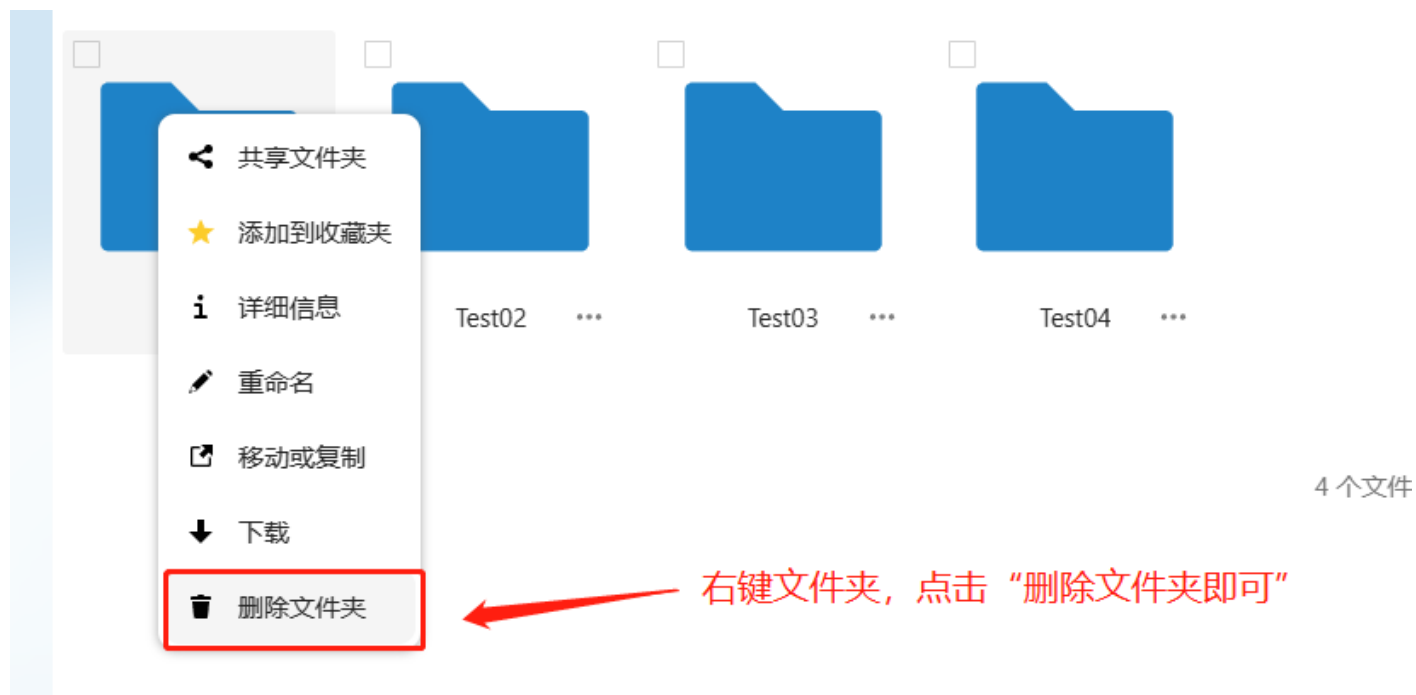 共享文件夹
添加到收藏夹
详细信息
Test02 ··· Test03 ··· Test04 ···
重命名
移动或复制
4 个文件
下载
右键文件夹，点击“删除文件夹即可”
删除文件夹